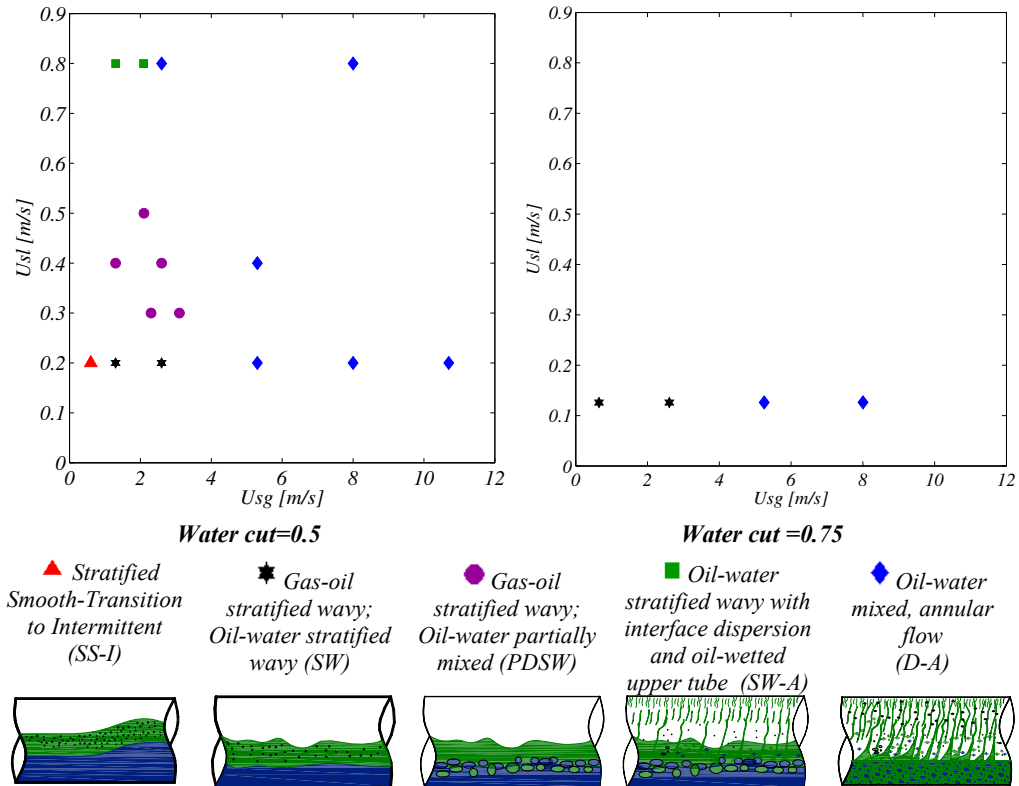 0.9
0.8
0.7
0.6
0.5
0.4
0.3
0.2
0.1
0
Usl [m/s]
0 2 4 6 8 10 12
Usg [m/s]
Water cut=0.5
0.9
0.8
0.7
0.6
0.5
0.4
0.3
0.2
0.1
0
Usl [m/s]
0 2 4 6 8 10 12
Usg [m/s]
Water cut =0.75
Stratified
Smooth-Transition
to Intermittent
(SS-I)
Gas-oil
stratified wavy;
Oil-water stratified
wavy (SW)
Gas-oil
stratified wavy;
Oil-water partially
mixed (PDSW)
Oil-water
stratified wavy with
interface dispersion
and oil-wetted
upper tube (SW-A)
Oil-water
mixed, annular
flow
(D-A)